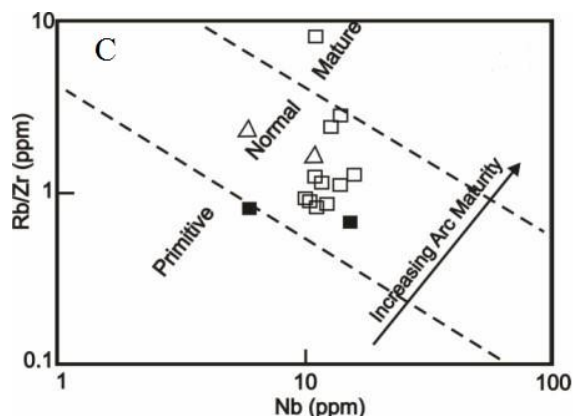 10
C
Mature
Normal
Primitive
Increasing Arc Maturity
Rb/Zr (ppm)
1
0.1
1
10
100
Nb (ppm)